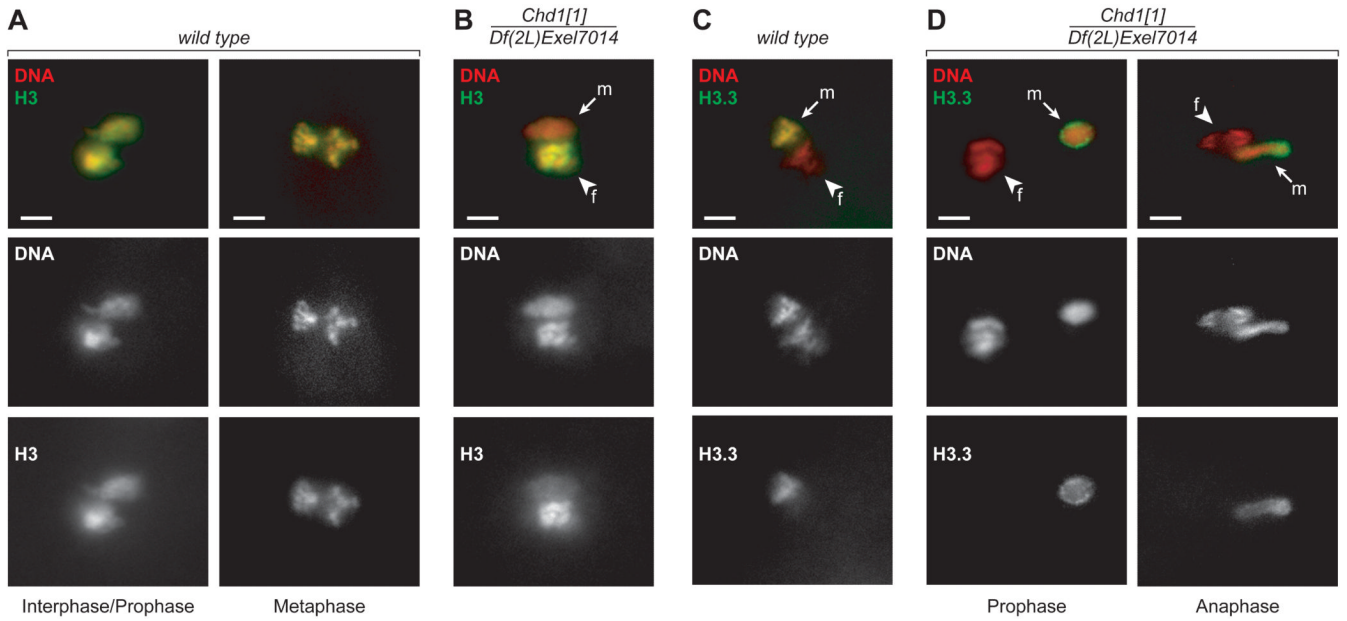 A
wild type
DNA
H3
DNA
H3
Interphase/Prophase
Metaphase
B
Chd1[1]
Df(2L)Exel7014
DNA
H3
m
f
DNA
H3
C
wild type
DNA
H3.3
m
f
DNA
H3.3
D
Chd1[1]
Df(2L)Exel7014
DNA
H3.3
m
f
f
m
DNA
H3.3
Prophase
Anaphase